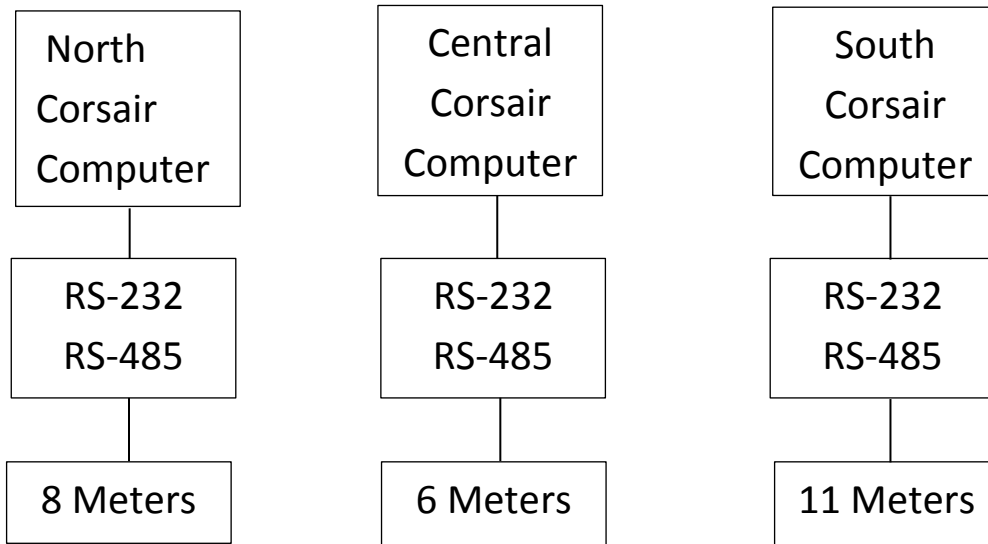 North
Corsair
Computer
Central
Corsair
Computer
South
Corsair
Computer
RS-232
RS-485
RS-232
RS-485
RS-232
RS-485
8 Meters
6 Meters
11 Meters